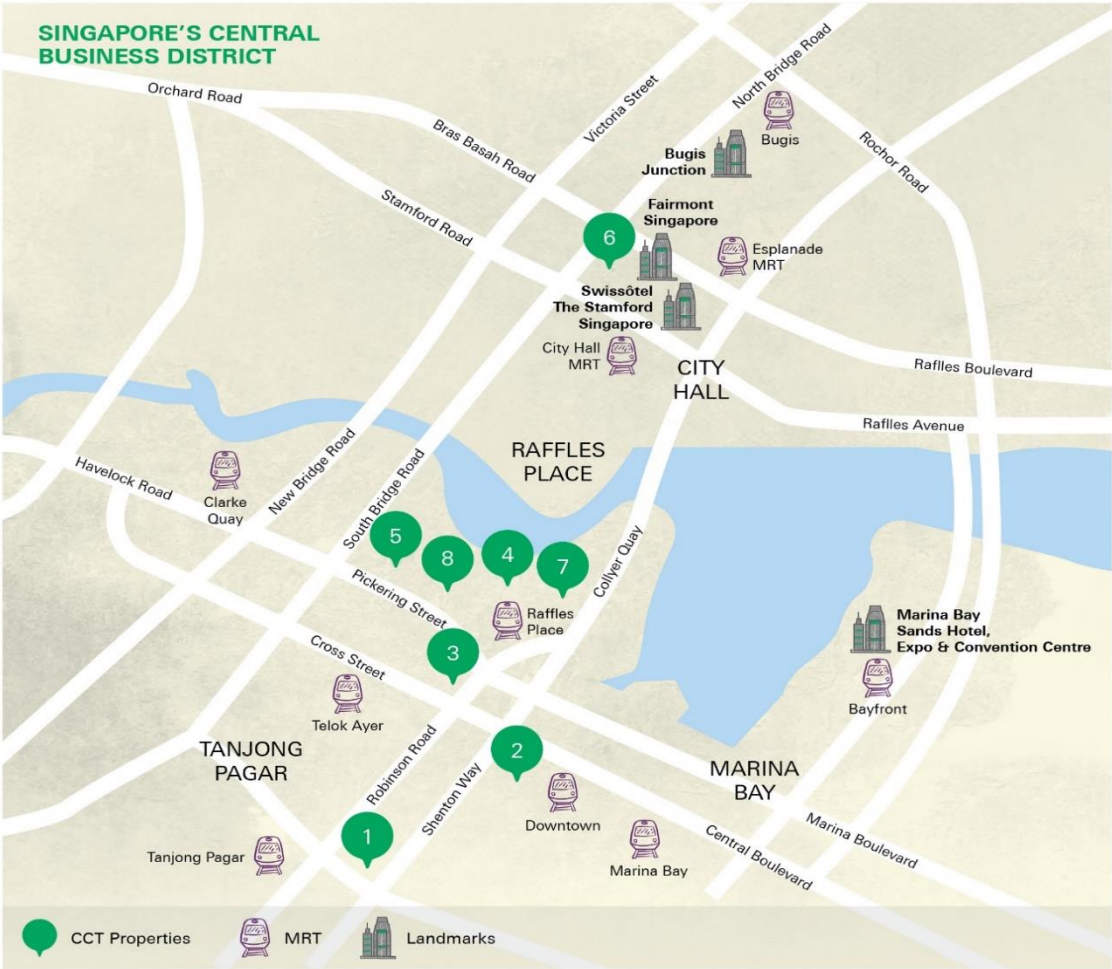 SINGAPORE'S CENTRAL
BUSINESS DISTRICT
Orchard Road
Bras Basah Road
Victoria Street
North Bridge Road
Bugis
Bugis
Junction
Rochor Road
Stamford Road
Fairmont
Singapore
6
Esplanade
MRT
Swissôtel
The Stamford
Singapore
City Hall
MRT
CITY
HALL
Raflles Boulevard
Raflles Avenue
RAFFLES
PLACE
Havelock Road
Clarke
Quay
New Bridge Road
South Bridge Road
5
8
4
7
Collyer Quay
Pickering Street
Raffles
Place
Marina Bay
Sands Hotel,
Expo & Convention Centre
Bayfront
3
Cross Street
Telok Ayer
TANJONG
PAGAR
Robinson Road
2
Shenton Way
MARINA
BAY
Downtown
Marina Bay
Central Boulevard
Marina Boulevard
1
Tanjong Pagar
CCT Properties
MRT
Landmarks